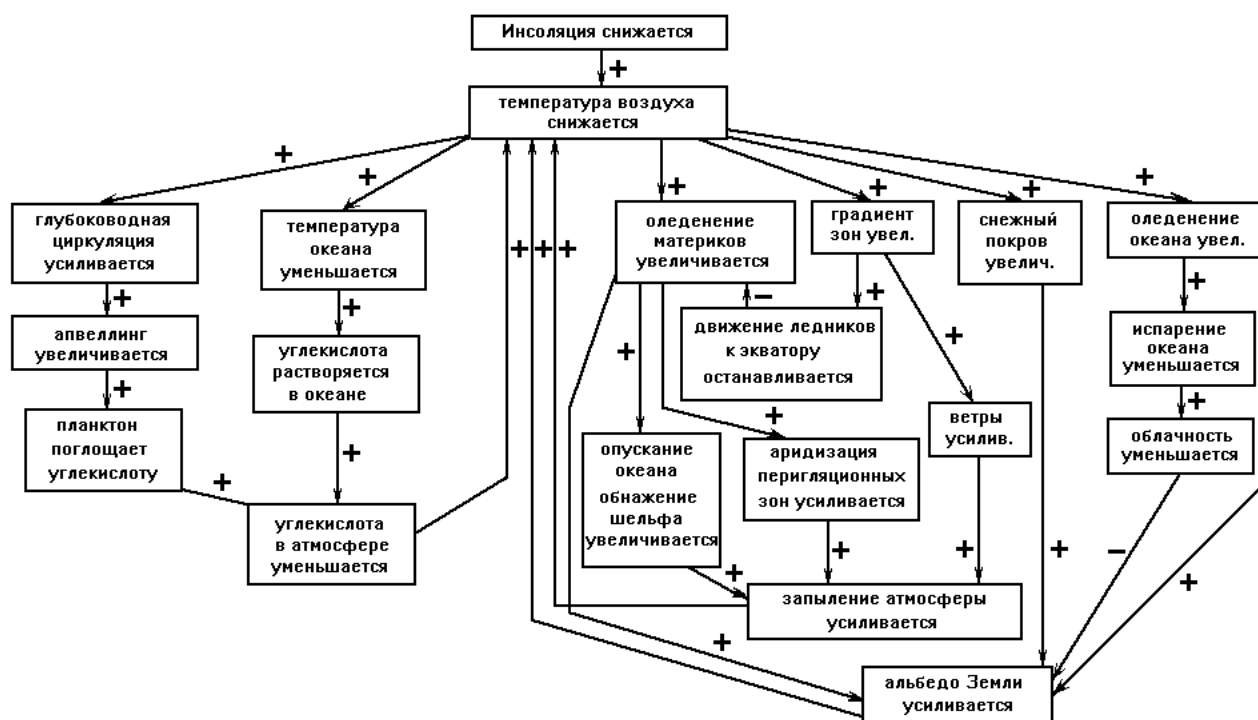 Инсоляция снижается
+
температура воздуха
снижается
+
+
+
+
+
+
глубоководная
циркуляция
усиливается
температура
океана
уменьшается
оледенение
материков
увеличивается
градиент
зон увел.
снежный
покров
увелич.
оледенение
океана увел.
+
+
+
+
+
–
+
+
+
апвеллинг
увеличивается
углекислота
растворяется
в океане
движение ледников
к экватору
останавливается
испарение
океана
уменьшается
+
+
+
+
+
планктон
поглощает
углекислоту
опускание
океана
обнажение
шельфа
увеличивается
аридизация
перигляционных
зон усиливается
ветры
усилив.
облачность
уменьшается
+
углекислота
в атмосфере
уменьшается
+
+
+
+
–
+
запыление атмосферы
усиливается
+
альбедо Земли
усиливается